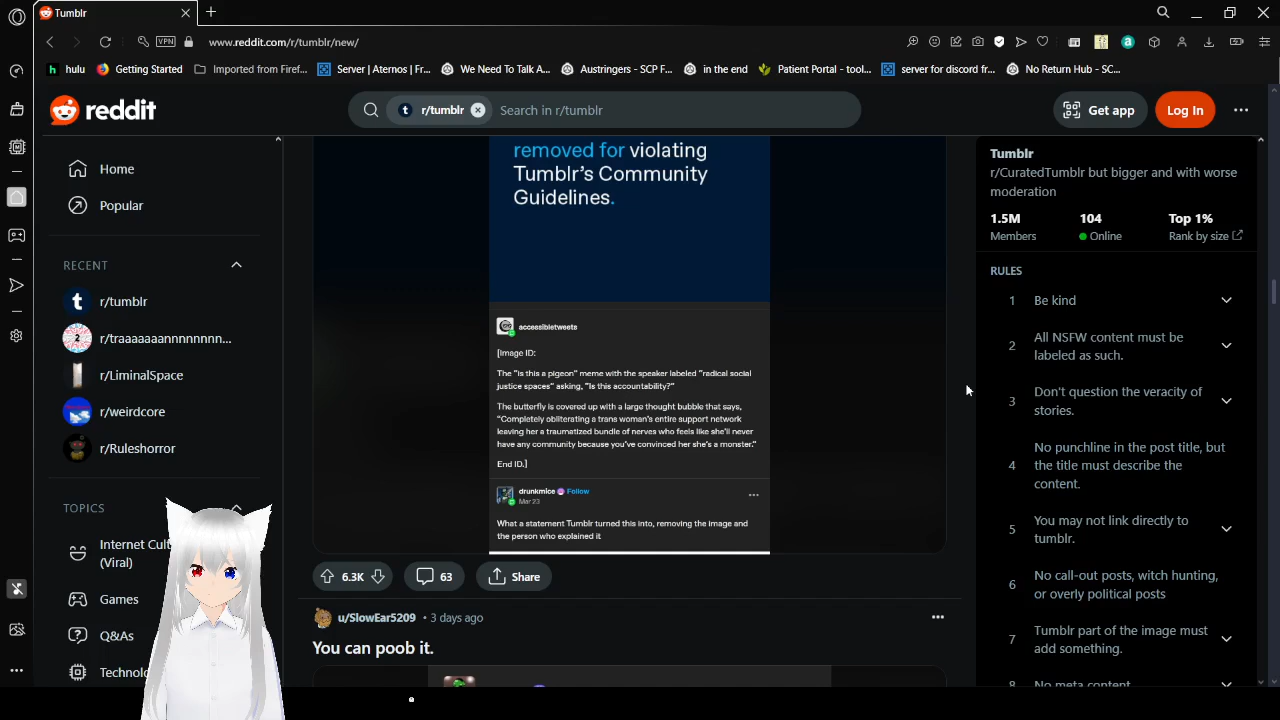 Tumblr
www.reddit.com/r/tumblr/new/
VPN
hulu
Getting Started
Imported from Firef...
Server | Aternos | Fr...
We Need To Talk A...
Austringers - SCP F...
in the end
Patient Portal - tool...
server for discord fr...
No Return Hub - SC...
reddit
r/tumblr
Search in r/tumblr
Get app
Log In
Home
Popular
RECENT
r/tumblr
r/traaaaaaannnnnnnn...
r/LiminalSpace
r/weirdcore
r/Ruleshorror
TOPICS
Internet Cul
(Viral)
Games
Q&As
Technolo
removed for violating
Tumblr's Community
Guidelines.
accessibletweets
[Image ID:
The "is this a pigeon" meme with the speaker labeled "radical social
justice spaces" asking, "Is this accountability?"
The butterfly is covered up with a large thought bubble that says,
"Completely obliterating a trans woman's entire support network
leaving her a traumatized bundle of nerves who feels like she'll never
have any community because you've convinced her she's a monster."
End ID.]
drunkmice Follow
Mar 23
What a statement Tumblr turned this into, removing the image and
the person who explained it
6.3K
63
Share
u/SlowEar5209 • 3 days ago
You can poob it.
Tumblr
r/CuratedTumblr but bigger and with worse
moderation
1.5M
Members
104
Online
Top 1%
Rank by size
RULES
1 Be kind
2 All NSFW content must be
labeled as such.
3 Don't question the veracity of
stories.
4 No punchline in the post title, but
the title must describe the
content.
5 You may not link directly to
tumblr.
6 No call-out posts, witch hunting,
or overly political posts
7 Tumblr part of the image must
add something.
8 No meta content